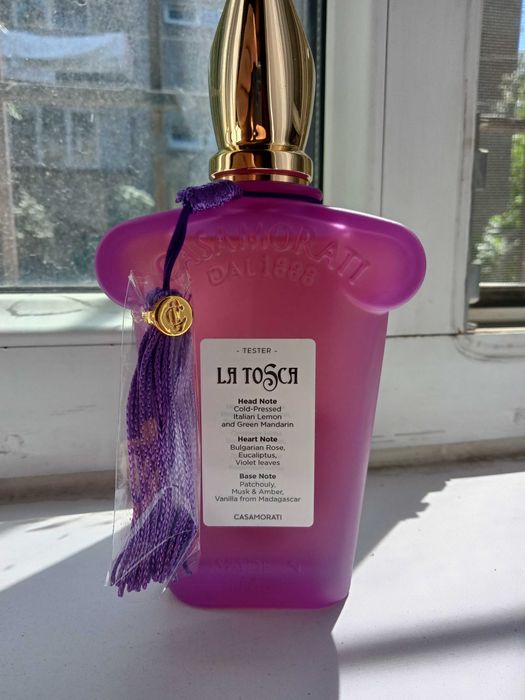 CASAMORATI
DAL 1888
- TESTER -
LA TOSCA
Head Note
Cold-Pressed
Italian Lemon
and Green Mandarin
Heart Note
Bulgarian Rose,
Eucaliptus,
Violet leaves
Base Note
Patchouly,
Musk & Amber,
Vanilla from Madagascar
CASAMORATI